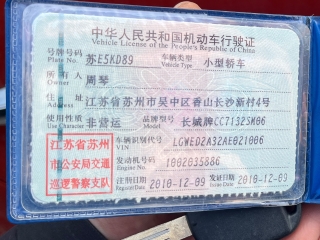 中华人民共和国机动车行驶证
Vehicle License of the People's Republic of China
号牌号码 Plate No. 苏E5KD89 车辆类型 Vehicle Type 小型轿车
所有人 Owner 周琴
住址 Address 江苏省苏州市吴中区香山长沙新村4号
使用性质 Use Character 非营运 品牌型号 Model 长城牌CC7132SM06
江苏省苏州市公安局交通巡逻警察支队
车辆识别代号 VIN LGWED2A32AE021006
发动机号码 Engine No. 1002035886
注册日期 Register Date 2010-12-09 发证日期 Issue Date 2010-12-09